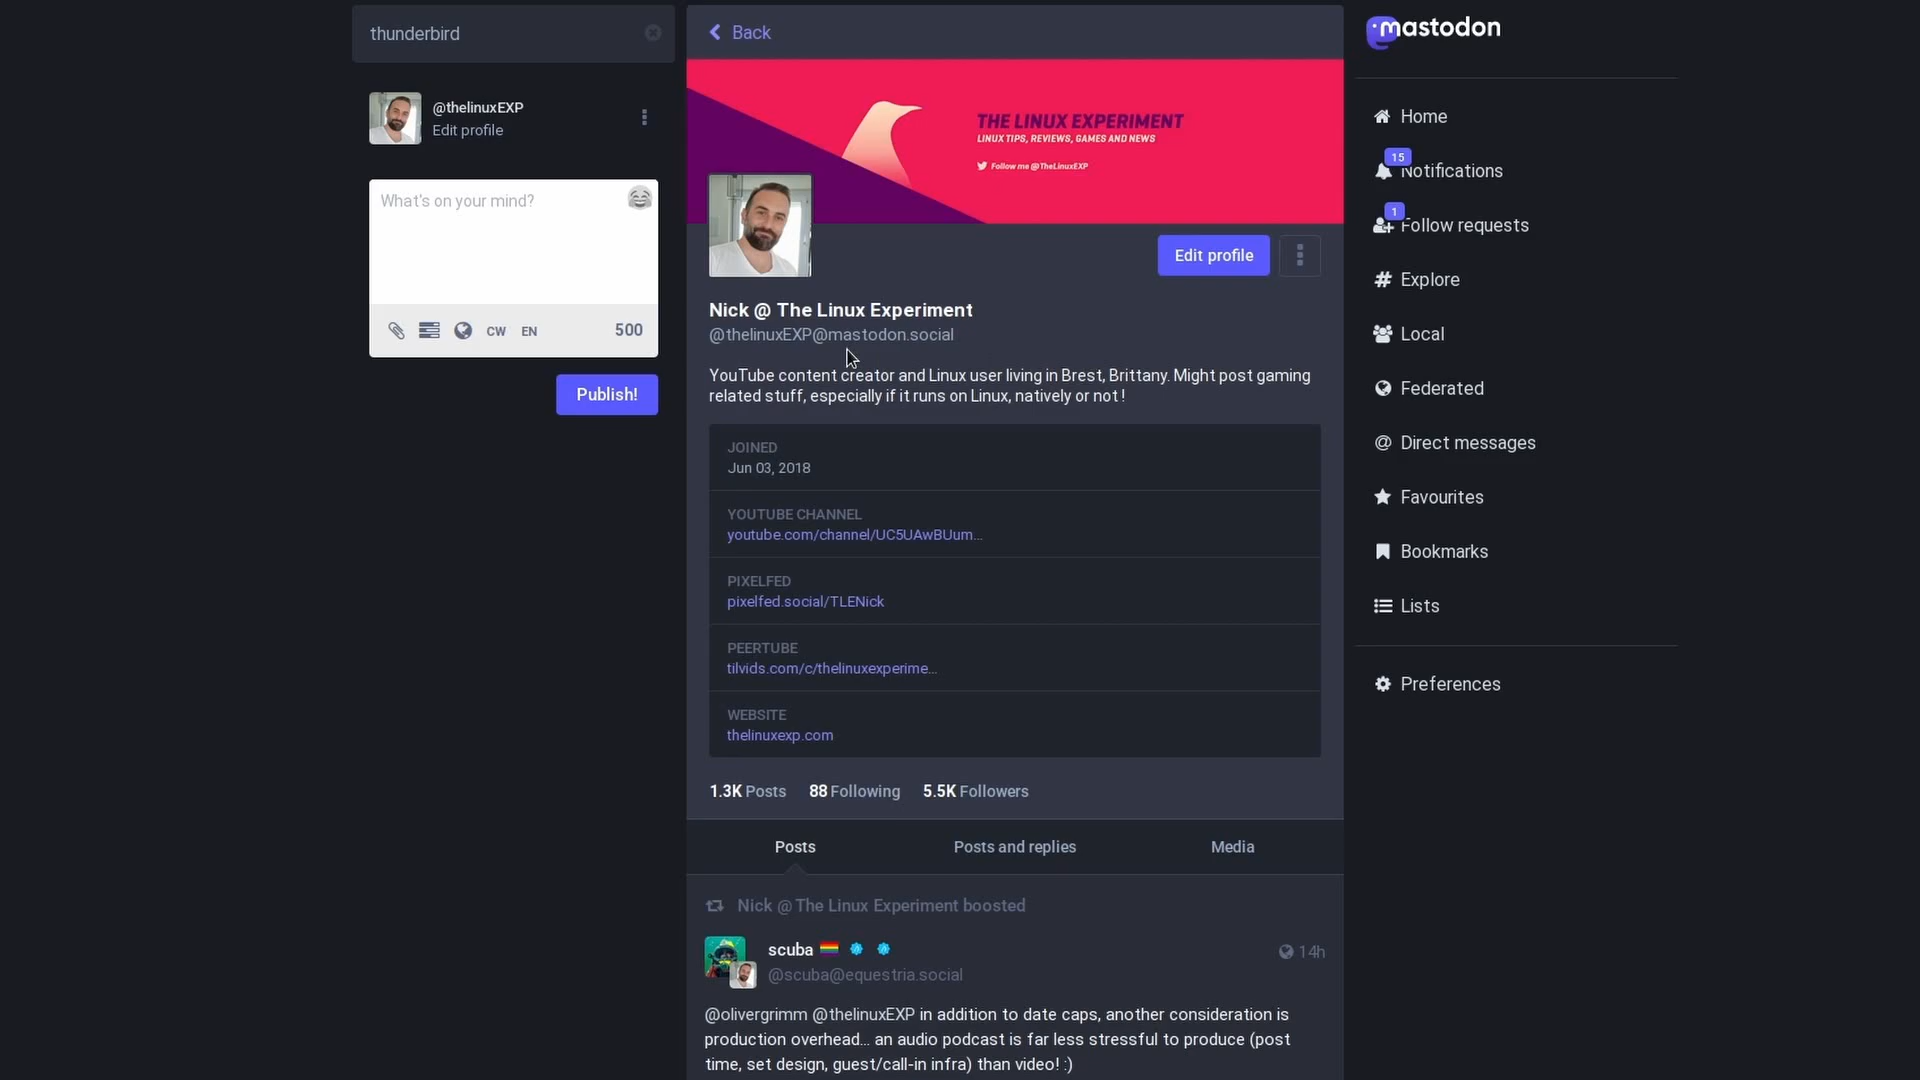 thunderbird
@thelinuxEXP
Edit profile
What's on your mind?
CW
EN
500
Publish!
Back
THE LINUX EXPERIMENT
LINUX TIPS, REVIEWS, GAMES AND NEWS
Follow me @TheLinuxEXP
Edit profile
Nick @ The Linux Experiment
@thelinuxEXP@mastodon.social
YouTube content creator and Linux user living in Brest, Brittany. Might post gaming
related stuff, especially if it runs on Linux, natively or not !
JOINED
Jun 03, 2018
YOUTUBE CHANNEL
youtube.com/channel/UC5UAwBUum...
PIXELFED
pixelfed.social/TLENick
PEERTUBE
tilvids.com/c/thelinuxexperime...
WEBSITE
thelinuxexp.com
1.3K Posts 88 Following 5.5K Followers
Posts
Posts and replies
Media
Nick @ The Linux Experiment boosted
scuba
14h
@scuba@equestria.social
@olivergrimm @thelinuxEXP in addition to date caps, another consideration is
production overhead... an audio podcast is far less stressful to produce (post
time, set design, guest/call-in infra) than video! :)
mastodon
Home
15
Notifications
1
Follow requests
Explore
Local
Federated
Direct messages
Favourites
Bookmarks
Lists
Preferences